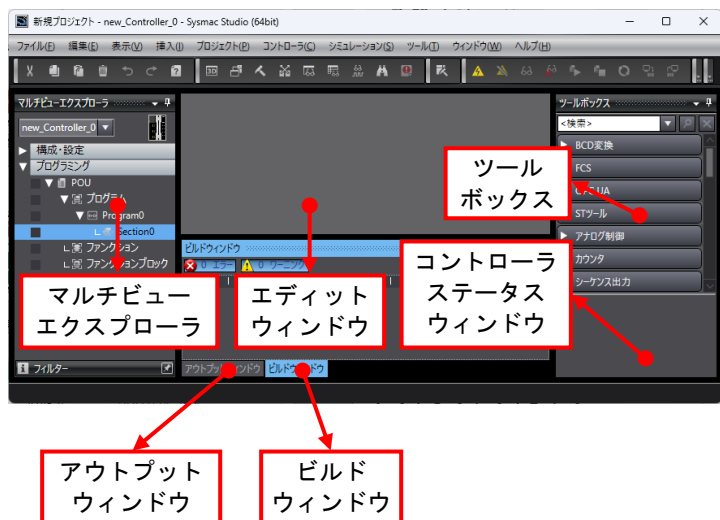 新規プロジェクト - new_Controller_0 - Sysmac Studio (64bit)
ファイル(F) 編集(E) 表示(V) 挿入(I) プロジェクト(P) コントローラ(C) シミュレーション(S) ツール(T) ウィンドウ(W) ヘルプ(H)
マルチビューエクスプローラ
new_Controller_0
構成・設定
プログラミング
POU
プログラム
Program0
Section0
ファンクション
ファンクションブロック
フィルター
ビルドウィンドウ
0 エラー
0 ワーニング
アウトプットウィンドウ
ビルドウィンドウ
ツールボックス
<検索>
BCD変換
FCS
STツール
アナログ制御
カウンタ
シーケンス出力
ツール
ボックス
マルチビュー
エクスプローラ
エディット
ウィンドウ
コントローラ
ステータス
ウィンドウ
アウトプット
ウィンドウ
ビルド
ウィンドウ